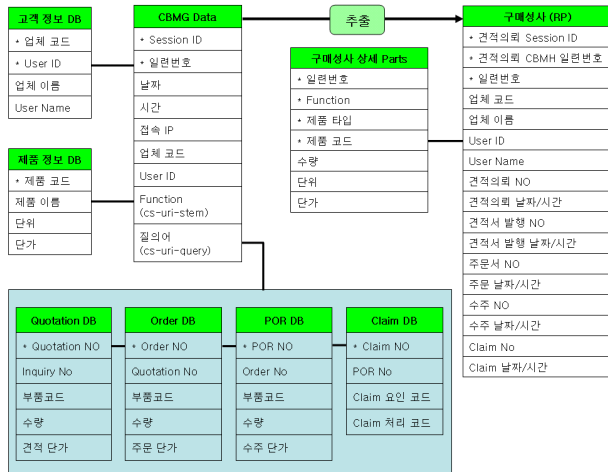 고객 정보 DB
* 업체 코드
* User ID
업체 이름
User Name
제품 정보 DB
* 제품 코드
제품 이름
단위
단가
CBMG Data
* Session ID
* 일련번호
날짜
시간
접속 IP
업체 코드
User ID
Function
(cs-uri-stem)
질의어
(cs-uri-query)
추출
구매성사 상세 Parts
* 일련번호
* Function
* 제품 타입
* 제품 코드
수량
단위
단가
구매성사 (RP)
* 견적의뢰 Session ID
* 견적의뢰 CBMH 일련번호
* 일련번호
업체 코드
업체 이름
User ID
User Name
견적의뢰 NO
견적의뢰 날짜/시간
견적서 발행 NO
견적서 발행 날짜/시간
주문서 NO
주문 날짜/시간
수주 NO
수주 날짜/시간
Claim No
Claim 날짜/시간
Quotation DB
* Quotation NO
Inquiry No
부품코드
수량
견적 단가
Order DB
* Order NO
Quotation No
부품코드
수량
주문 단가
POR DB
* POR NO
Order No
부품코드
수량
수주 단가
Claim DB
* Claim NO
POR No
Claim 요인 코드
Claim 처리 코드